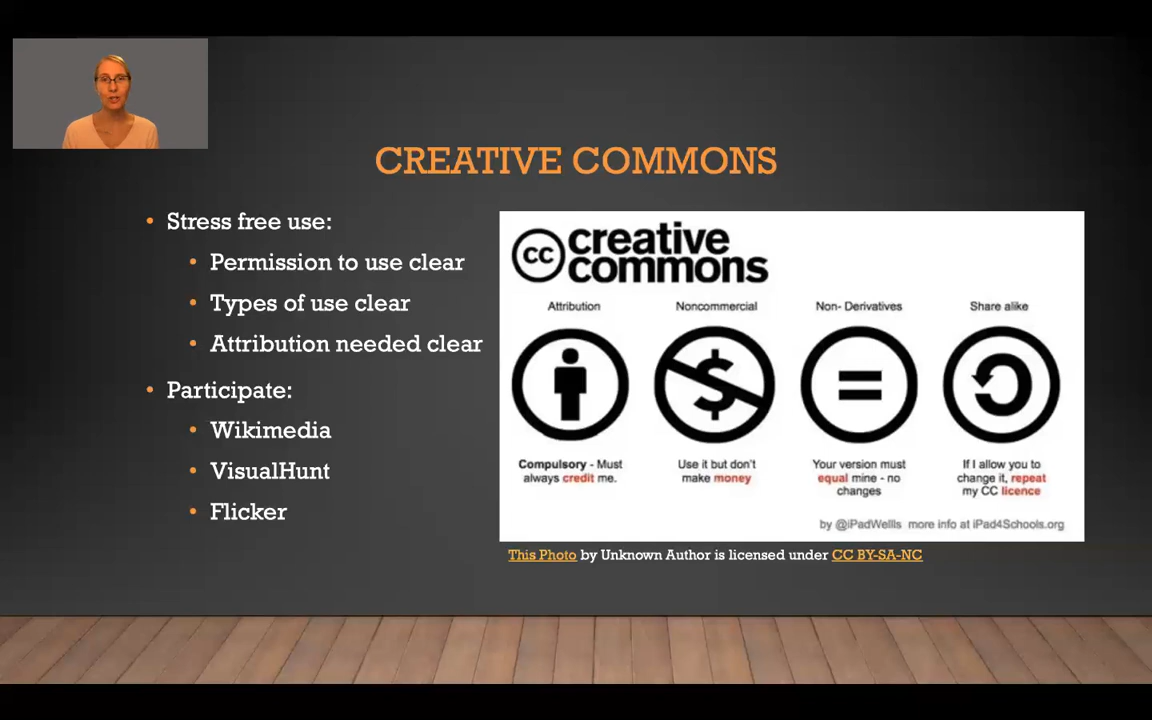 CREATIVE COMMONS
Stress free use:
Permission to use clear
Types of use clear
Attribution needed clear
Participate:
Wikimedia
VisualHunt
Flicker
cc creative
commons
Attribution
Compulsory - Must
always credit me.
Noncommercial
$
Use it but don't
make money
Non- Derivatives
=
Your version must
equal mine - no
changes
Share alike
If I allow you to
change it, repeat
my CC licence
by @iPadWellls more info at iPad4Schools.org
This Photo by Unknown Author is licensed under CC BY-SA-NC